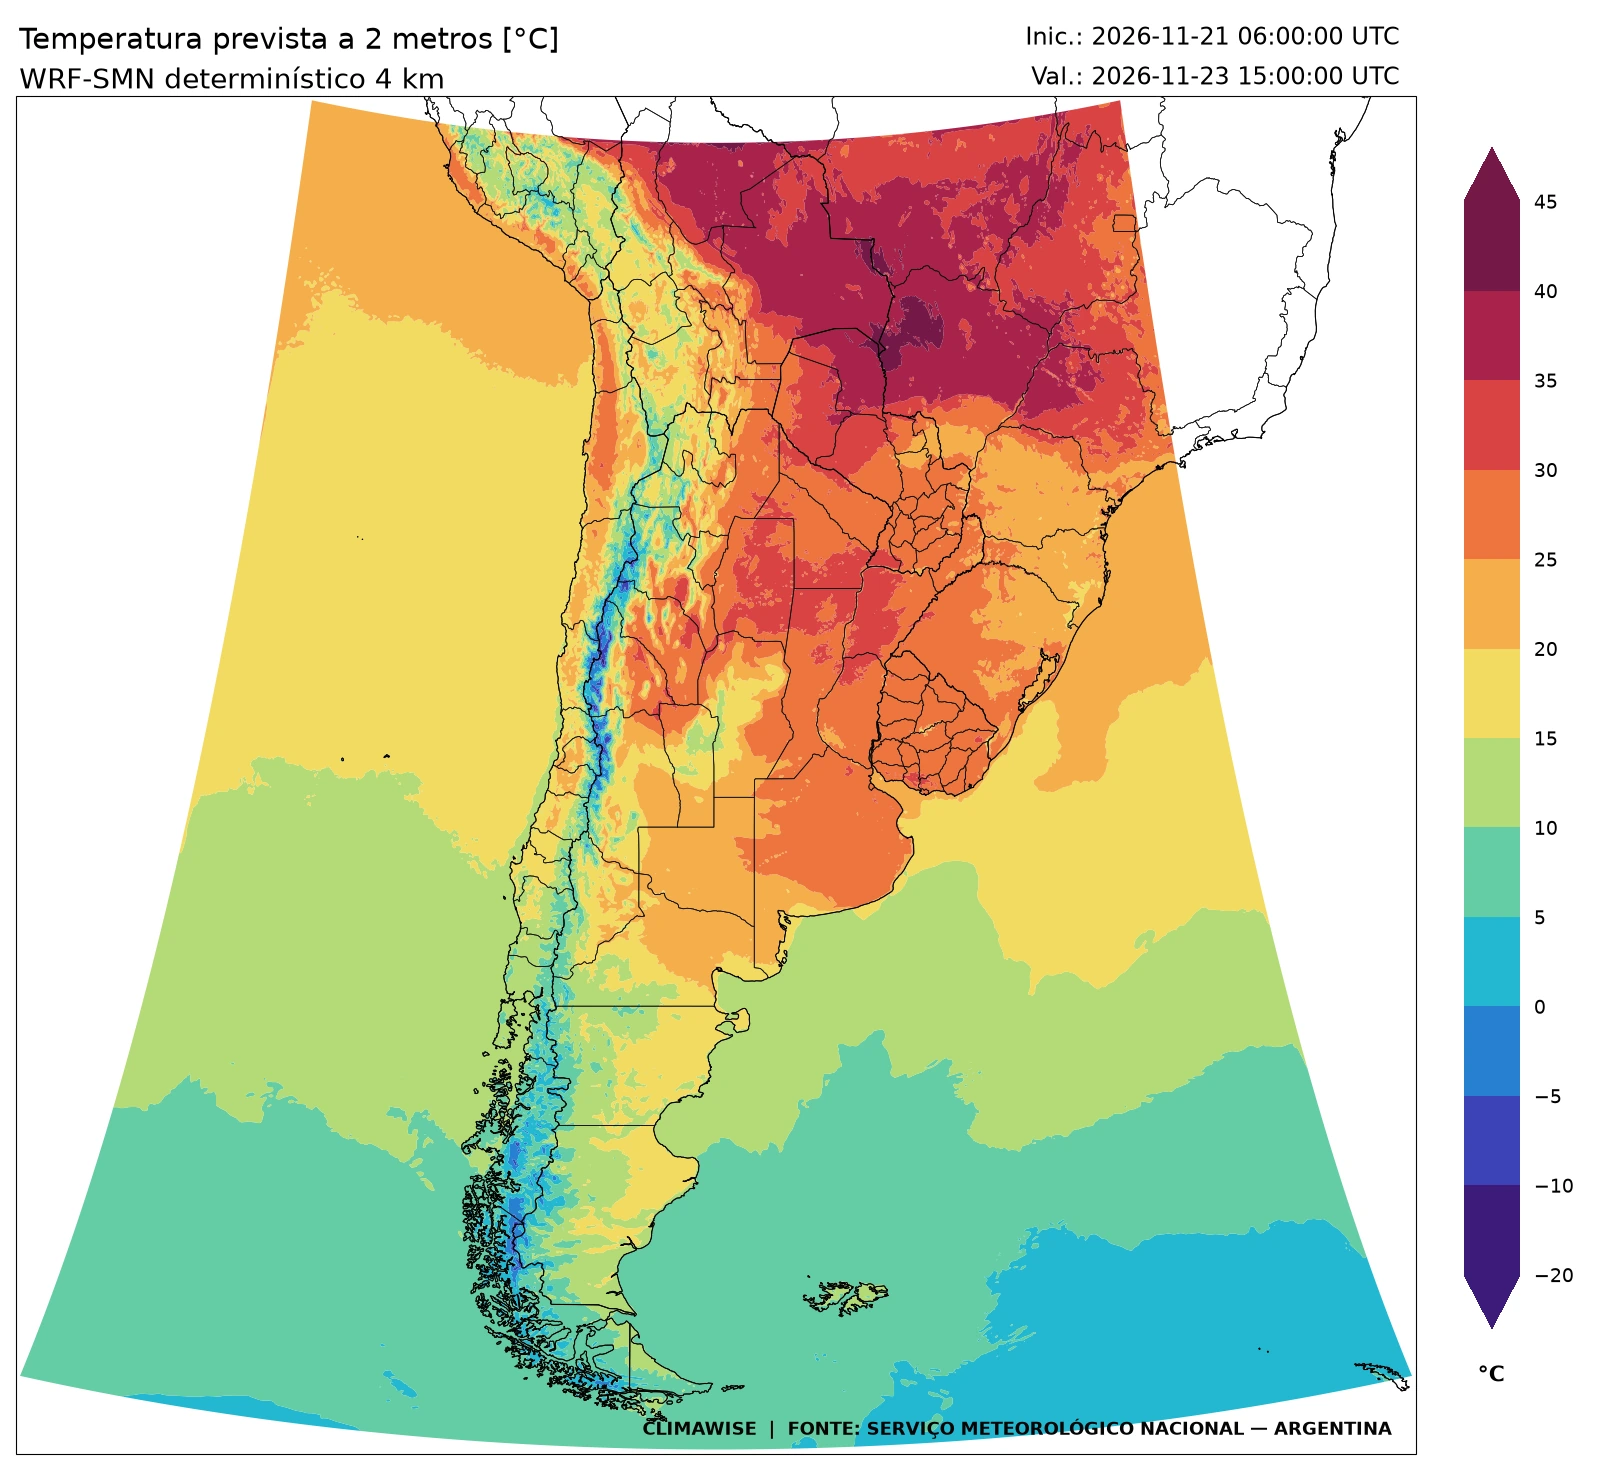 Temperatura prevista a 2 metros [°C]
Inic.: 2026-11-21 06:00:00 UTC
WRF-SMN determinístico 4 km
Val.: 2026-11-23 15:00:00 UTC
45
40
35
30
25
20
15
10
5
0
−5
−10
−20
°C
CLIMAWISE | FONTE: SERVIÇO METEOROLÓGICO NACIONAL — ARGENTINA